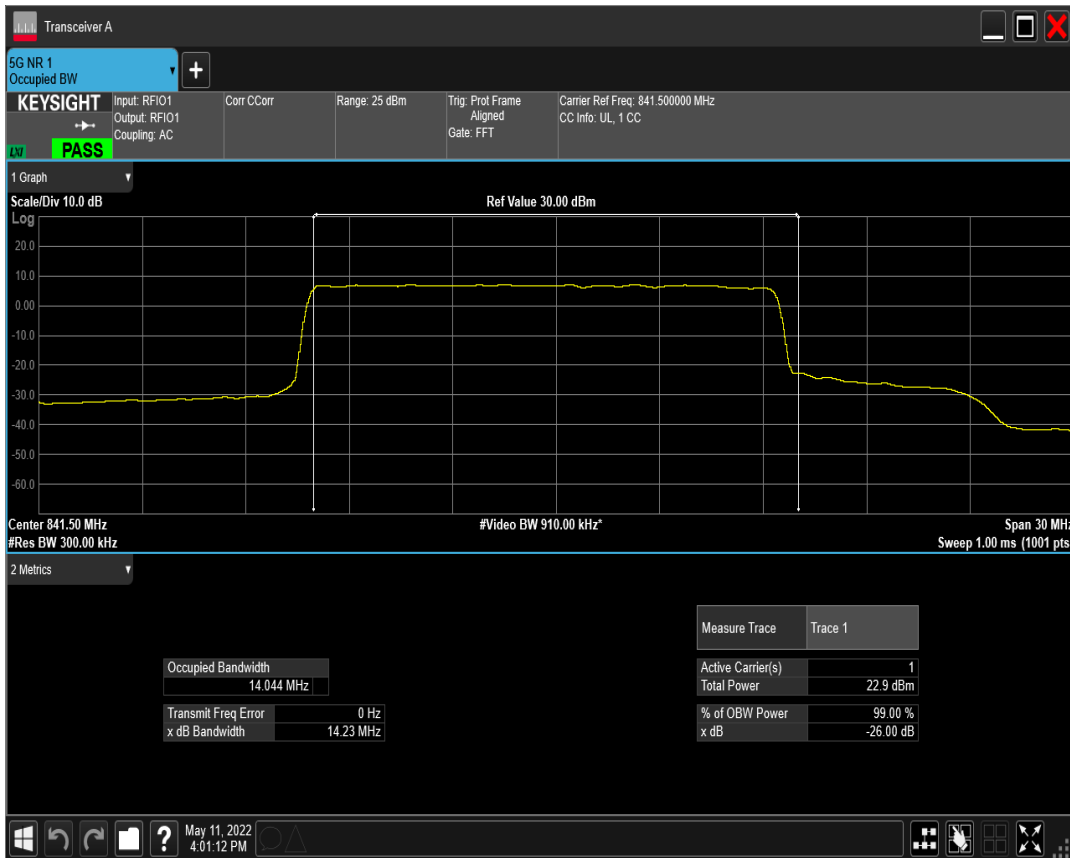 Transceiver A
5G NR 1
Occupied BW
KEYSIGHT
LXI
PASS
Input: RFIO1
Output: RFIO1
Coupling: AC
Corr CCorr
Range: 25 dBm
Trig: Prot Frame
Aligned
Gate: FFT
Carrier Ref Freq: 841.500000 MHz
CC Info: UL, 1 CC
1 Graph
Scale/Div 10.0 dB
Ref Value 30.00 dBm
Log
20.0
10.0
0.00
-10.0
-20.0
-30.0
-40.0
-50.0
-60.0
Center 841.50 MHz
#Video BW 910.00 kHz*
Span 30 MHz
#Res BW 300.00 kHz
Sweep 1.00 ms (1001 pts
2 Metrics
Measure Trace Trace 1
Occupied Bandwidth
14.044 MHz
Active Carrier(s) 1
Total Power 22.9 dBm
Transmit Freq Error 0 Hz
x dB Bandwidth 14.23 MHz
% of OBW Power 99.00 %
x dB -26.00 dB
May 11, 2022
4:01:12 PM